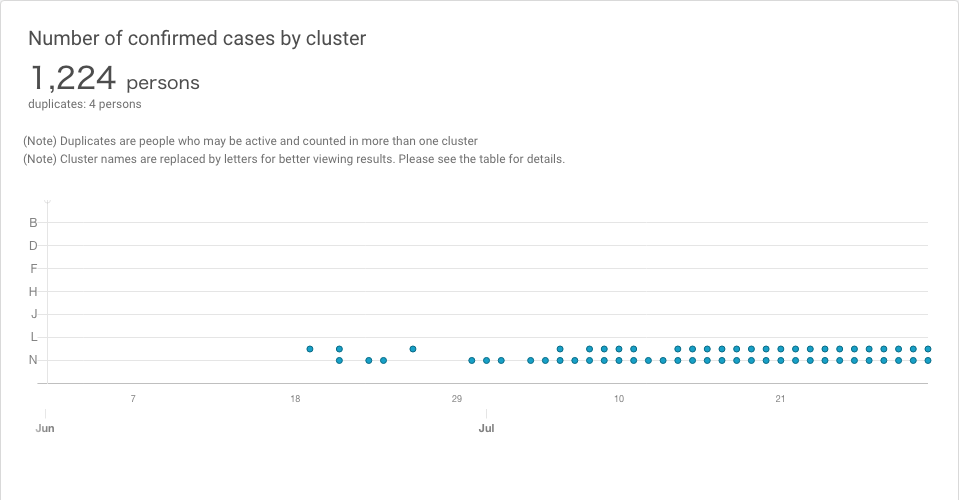 Number of confirmed cases by cluster
1,224 persons
duplicates: 4 persons
(Note) Duplicates are people who may be active and counted in more than one cluster
(Note) Cluster names are replaced by letters for better viewing results. Please see the table for details.
B
D
F
H
J
L
N
7 18 29 10 21
Jun Jul